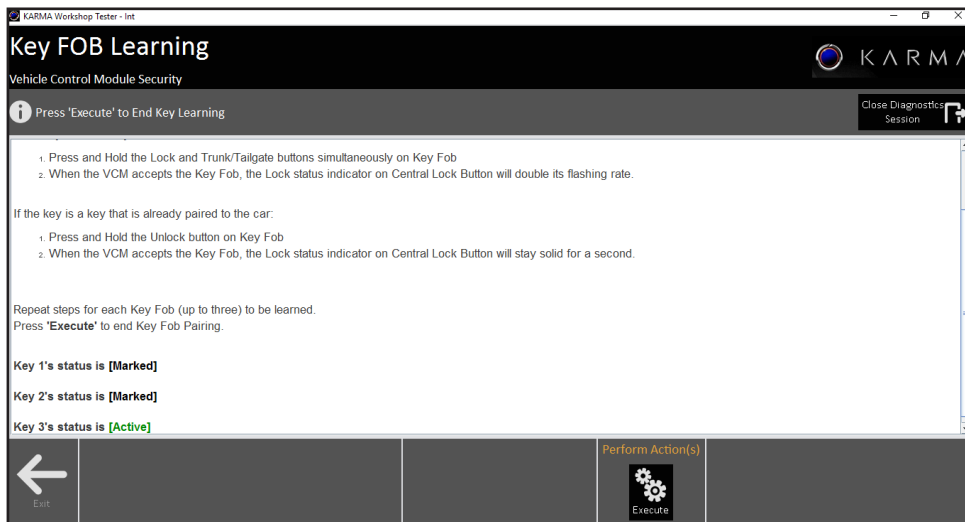 KARMA Workshop Tester - Int
Key FOB Learning
KARMA
Vehicle Control Module Security
Press 'Execute' to End Key Learning
Close Diagnostics
Session
1. Press and Hold the Lock and Trunk/Tailgate buttons simultaneously on Key Fob
2. When the VCM accepts the Key Fob, the Lock status indicator on Central Lock Button will double its flashing rate.
If the key is a key that is already paired to the car:
1. Press and Hold the Unlock button on Key Fob
2. When the VCM accepts the Key Fob, the Lock status indicator on Central Lock Button will stay solid for a second.
Repeat steps for each Key Fob (up to three) to be learned.
Press 'Execute' to end Key Fob Pairing.
Key 1's status is [Marked]
Key 2's status is [Marked]
Key 3's status is [Active]
Perform Action(s)
Exit
Execute